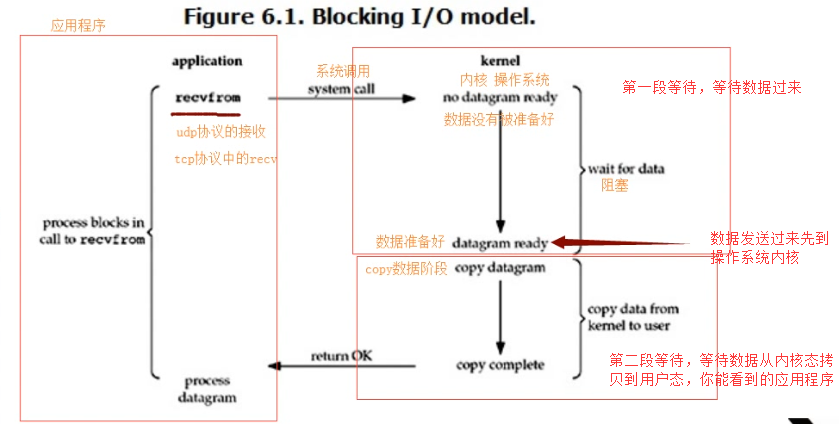 Figure 6.1. Blocking I/O model.
应用程序
application
kernel
系统调用
内核 操作系统
recvfrom
system call
no datagram ready
第一段等待，等待数据过来
数据没有被准备好
udp协议的接收
tcp协议中的recv
wait for data
阻塞
process blocks in
call to recvfrom
数据准备好
datagram ready
数据发送过来先到
操作系统内核
copy数据阶段
copy datagram
copy data from
kernel to user
return OK
copy complete
第二段等待，等待数据从内核态拷
贝到用户态，你能看到的应用程序
process
datagram